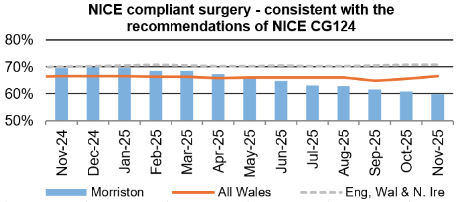 NICE compliant surgery - consistent with the
recommendations of NICE CG124
80%
70%
60%
50%
Nov-24
Dec-24
Jan-25
Feb-25
Mar-25
Apr-25
May-25
Jun-25
Jul-25
Aug-25
Sep-25
Oct-25
Nov-25
Morriston
All Wales
Eng, Wal & N. Ire